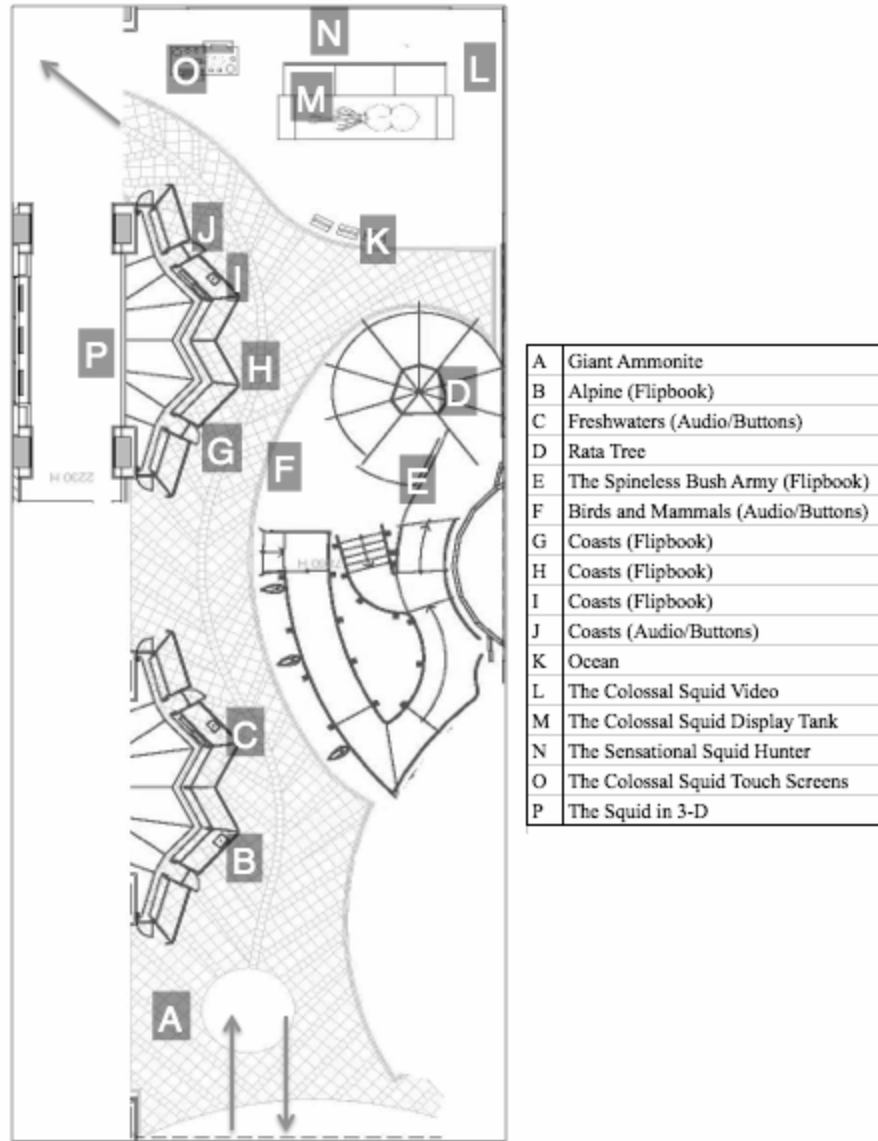 N
O
L
M
J
K
I
P
H
D
G
F
E
2200 H
C
B
A
A Giant Ammonite
B Alpine (Flipbook)
C Freshwaters (Audio/Buttons)
D Rata Tree
E The Spineless Bush Army (Flipbook)
F Birds and Mammals (Audio/Buttons)
G Coasts (Flipbook)
H Coasts (Flipbook)
I Coasts (Flipbook)
J Coasts (Audio/Buttons)
K Ocean
L The Colossal Squid Video
M The Colossal Squid Display Tank
N The Sensational Squid Hunter
O The Colossal Squid Touch Screens
P The Squid in 3-D